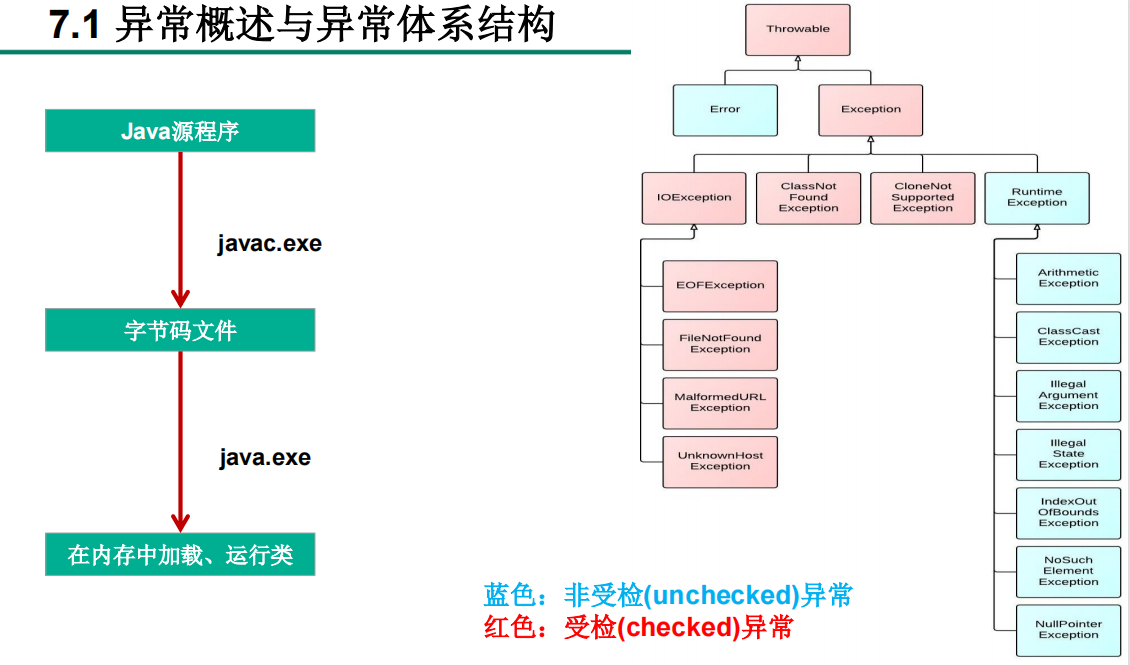 7.1 异常概述与异常体系结构
Java源程序
javac.exe
字节码文件
java.exe
在内存中加载、运行类
Throwable
Error
Exception
IOException
ClassNot
Found
Exception
CloneNot
Supported
Exception
Runtime
Exception
EOFException
FileNotFound
Exception
MalformedURL
Exception
UnknownHost
Exception
Arithmetic
Exception
ClassCast
Exception
Illegal
Argument
Exception
Illegal
State
Exception
IndexOut
OfBounds
Exception
NoSuch
Element
Exception
NullPointer
Exception
蓝色：非受检(unchecked)异常
红色：受检(checked)异常